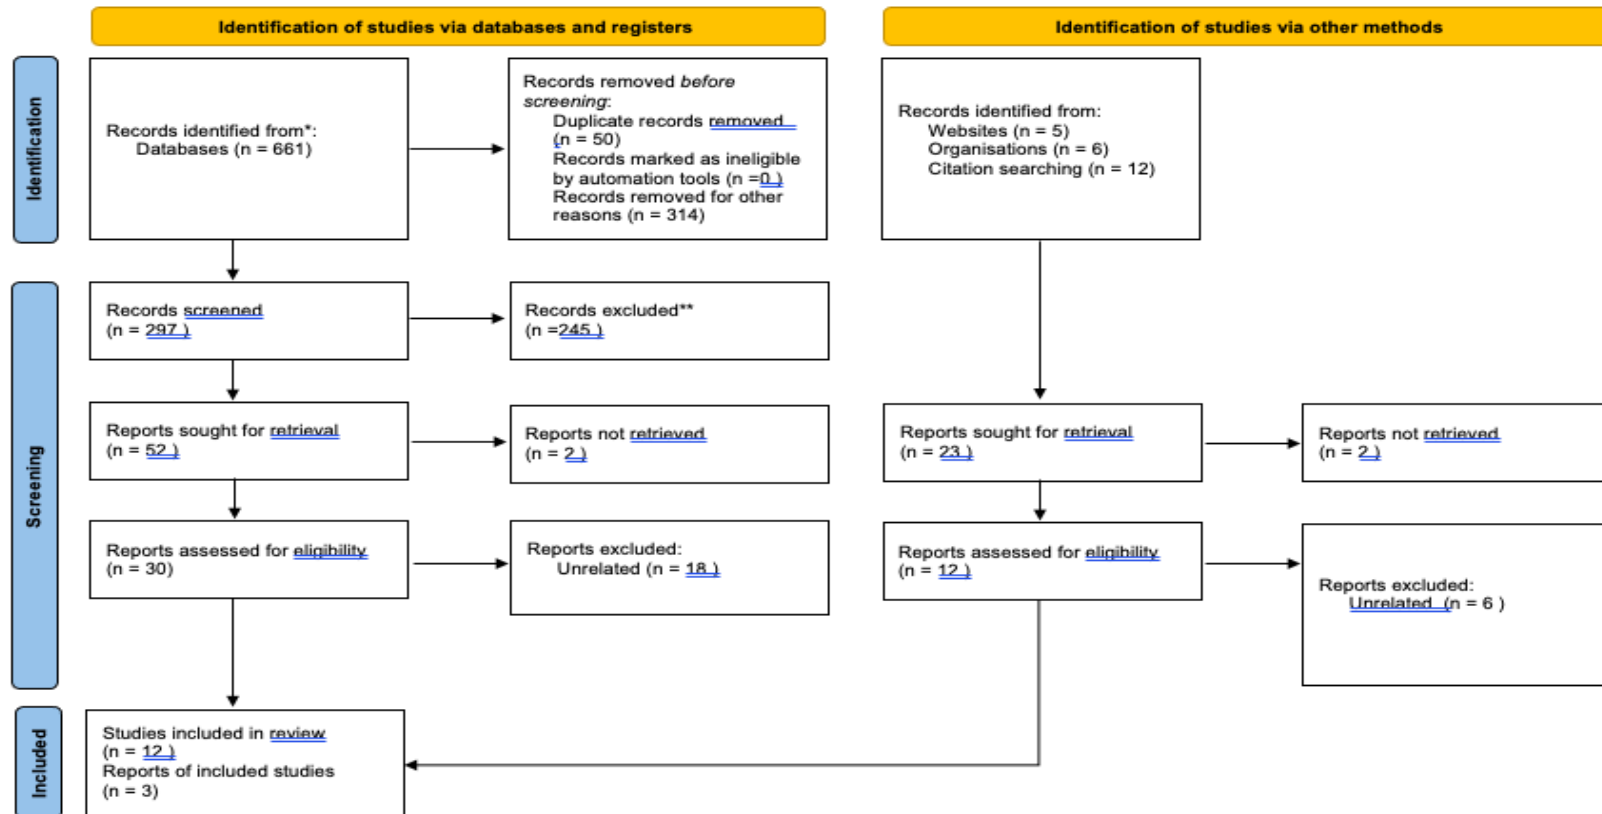 Identification of studies via databases and registers
Identification of studies via other methods
Identification
Records identified from*:
Databases (n = 661)
Records removed before
screening:
Duplicate records removed
(n = 50)
Records marked as ineligible
by automation tools (n =0 )
Records removed for other
reasons (n = 314)
Records identified from:
Websites (n = 5)
Organisations (n = 6)
Citation searching (n = 12)
Screening
Records screened
(n = 297 )
Records excluded**
(n =245 )
Reports sought for retrieval
(n = 52 )
Reports not retrieved
(n = 2 )
Reports sought for retrieval
(n = 23 )
Reports not retrieved
(n = 2 )
Reports assessed for eligibility
(n = 30)
Reports excluded:
Unrelated (n = 18 )
Reports assessed for eligibility
(n = 12 )
Reports excluded:
Unrelated (n = 6 )
Included
Studies included in review
(n = 12 )
Reports of included studies
(n = 3)